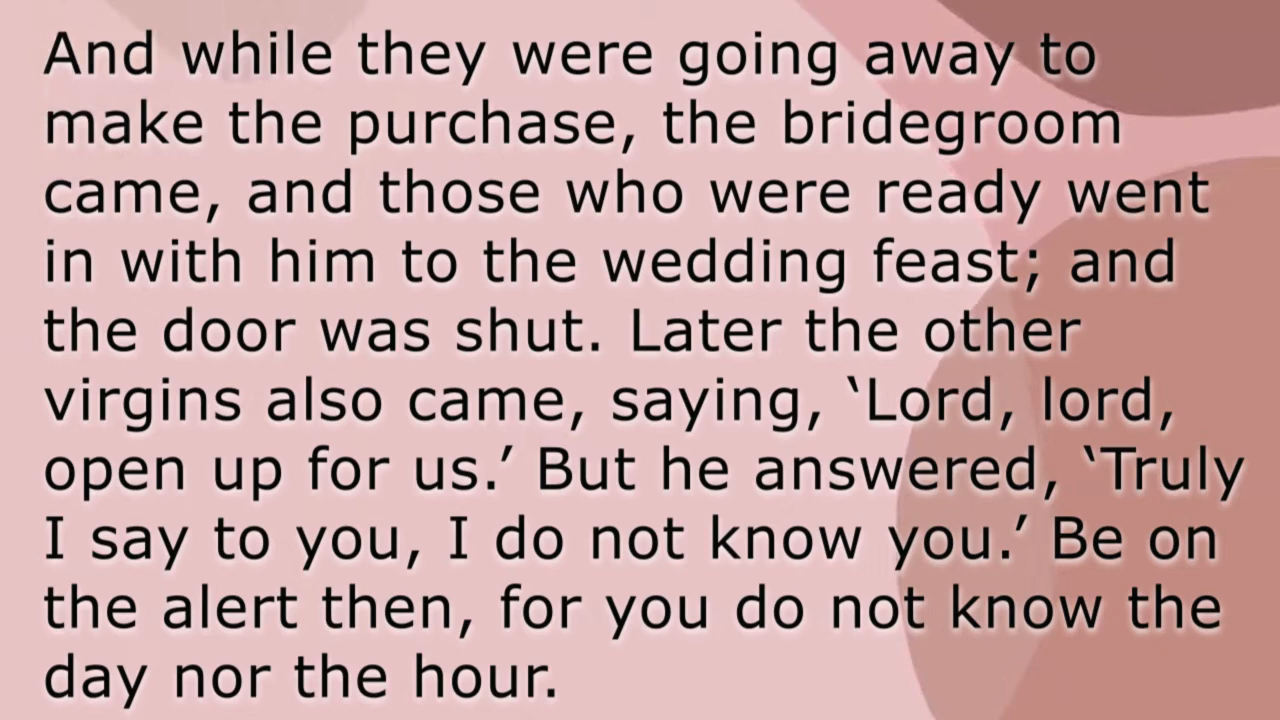 And while they were going away to
make the purchase, the bridegroom
came, and those who were ready went
in with him to the wedding feast; and
the door was shut. Later the other
virgins also came, saying, ‛Lord, lord,
open up for us.’ But he answered, ‛Truly
I say to you, I do not know you.’ Be on
the alert then, for you do not know the
day nor the hour.